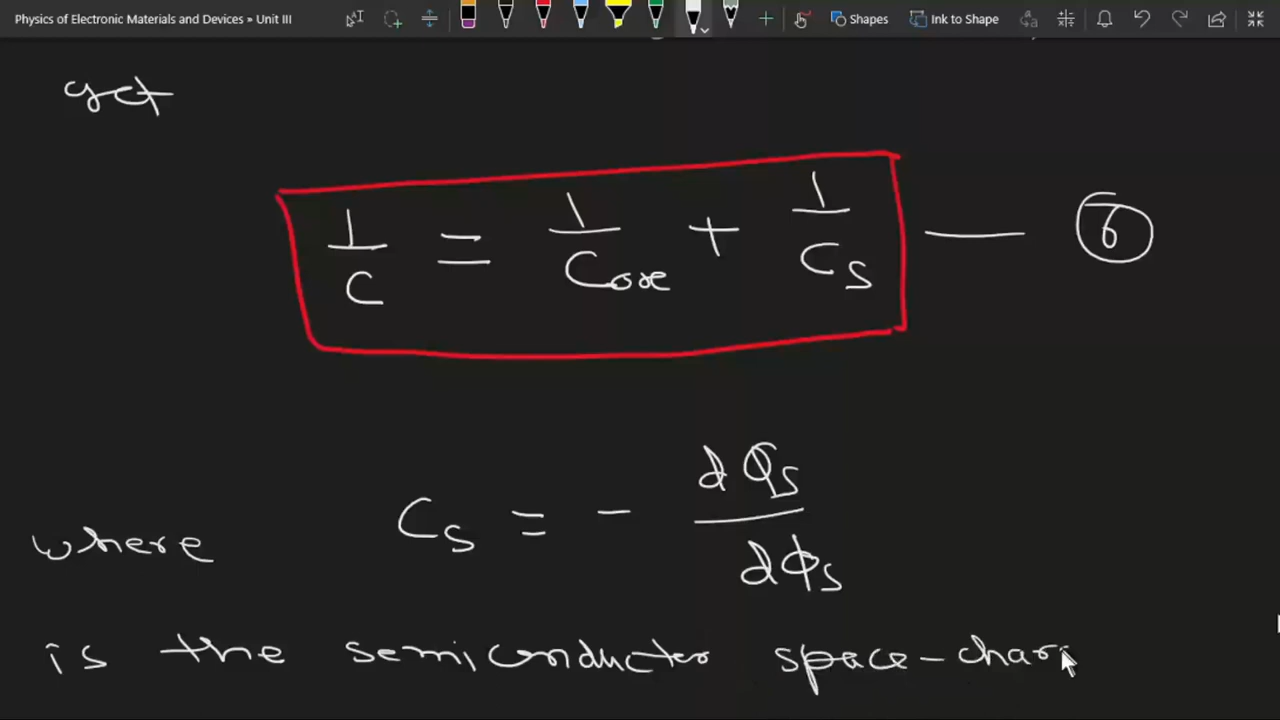 Physics of Electronic Materials and Devices » Unit III
Shapes
Ink to Shape
get
1/C = 1/Cox + 1/Cs — 6
where Cs = - dQs/dϕs
is the semiconductor space-char